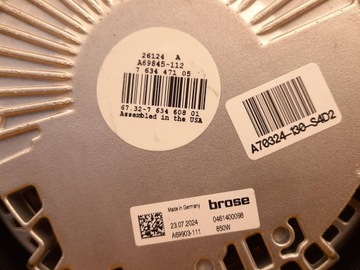 26124 A
A69845-112
7 634 471 05
67.32-7 634 608 01
Assembled in the USA
A70324-130-S4D2
Made in Germany
brose
23.07.2024
0461400098
A69903-111
850W